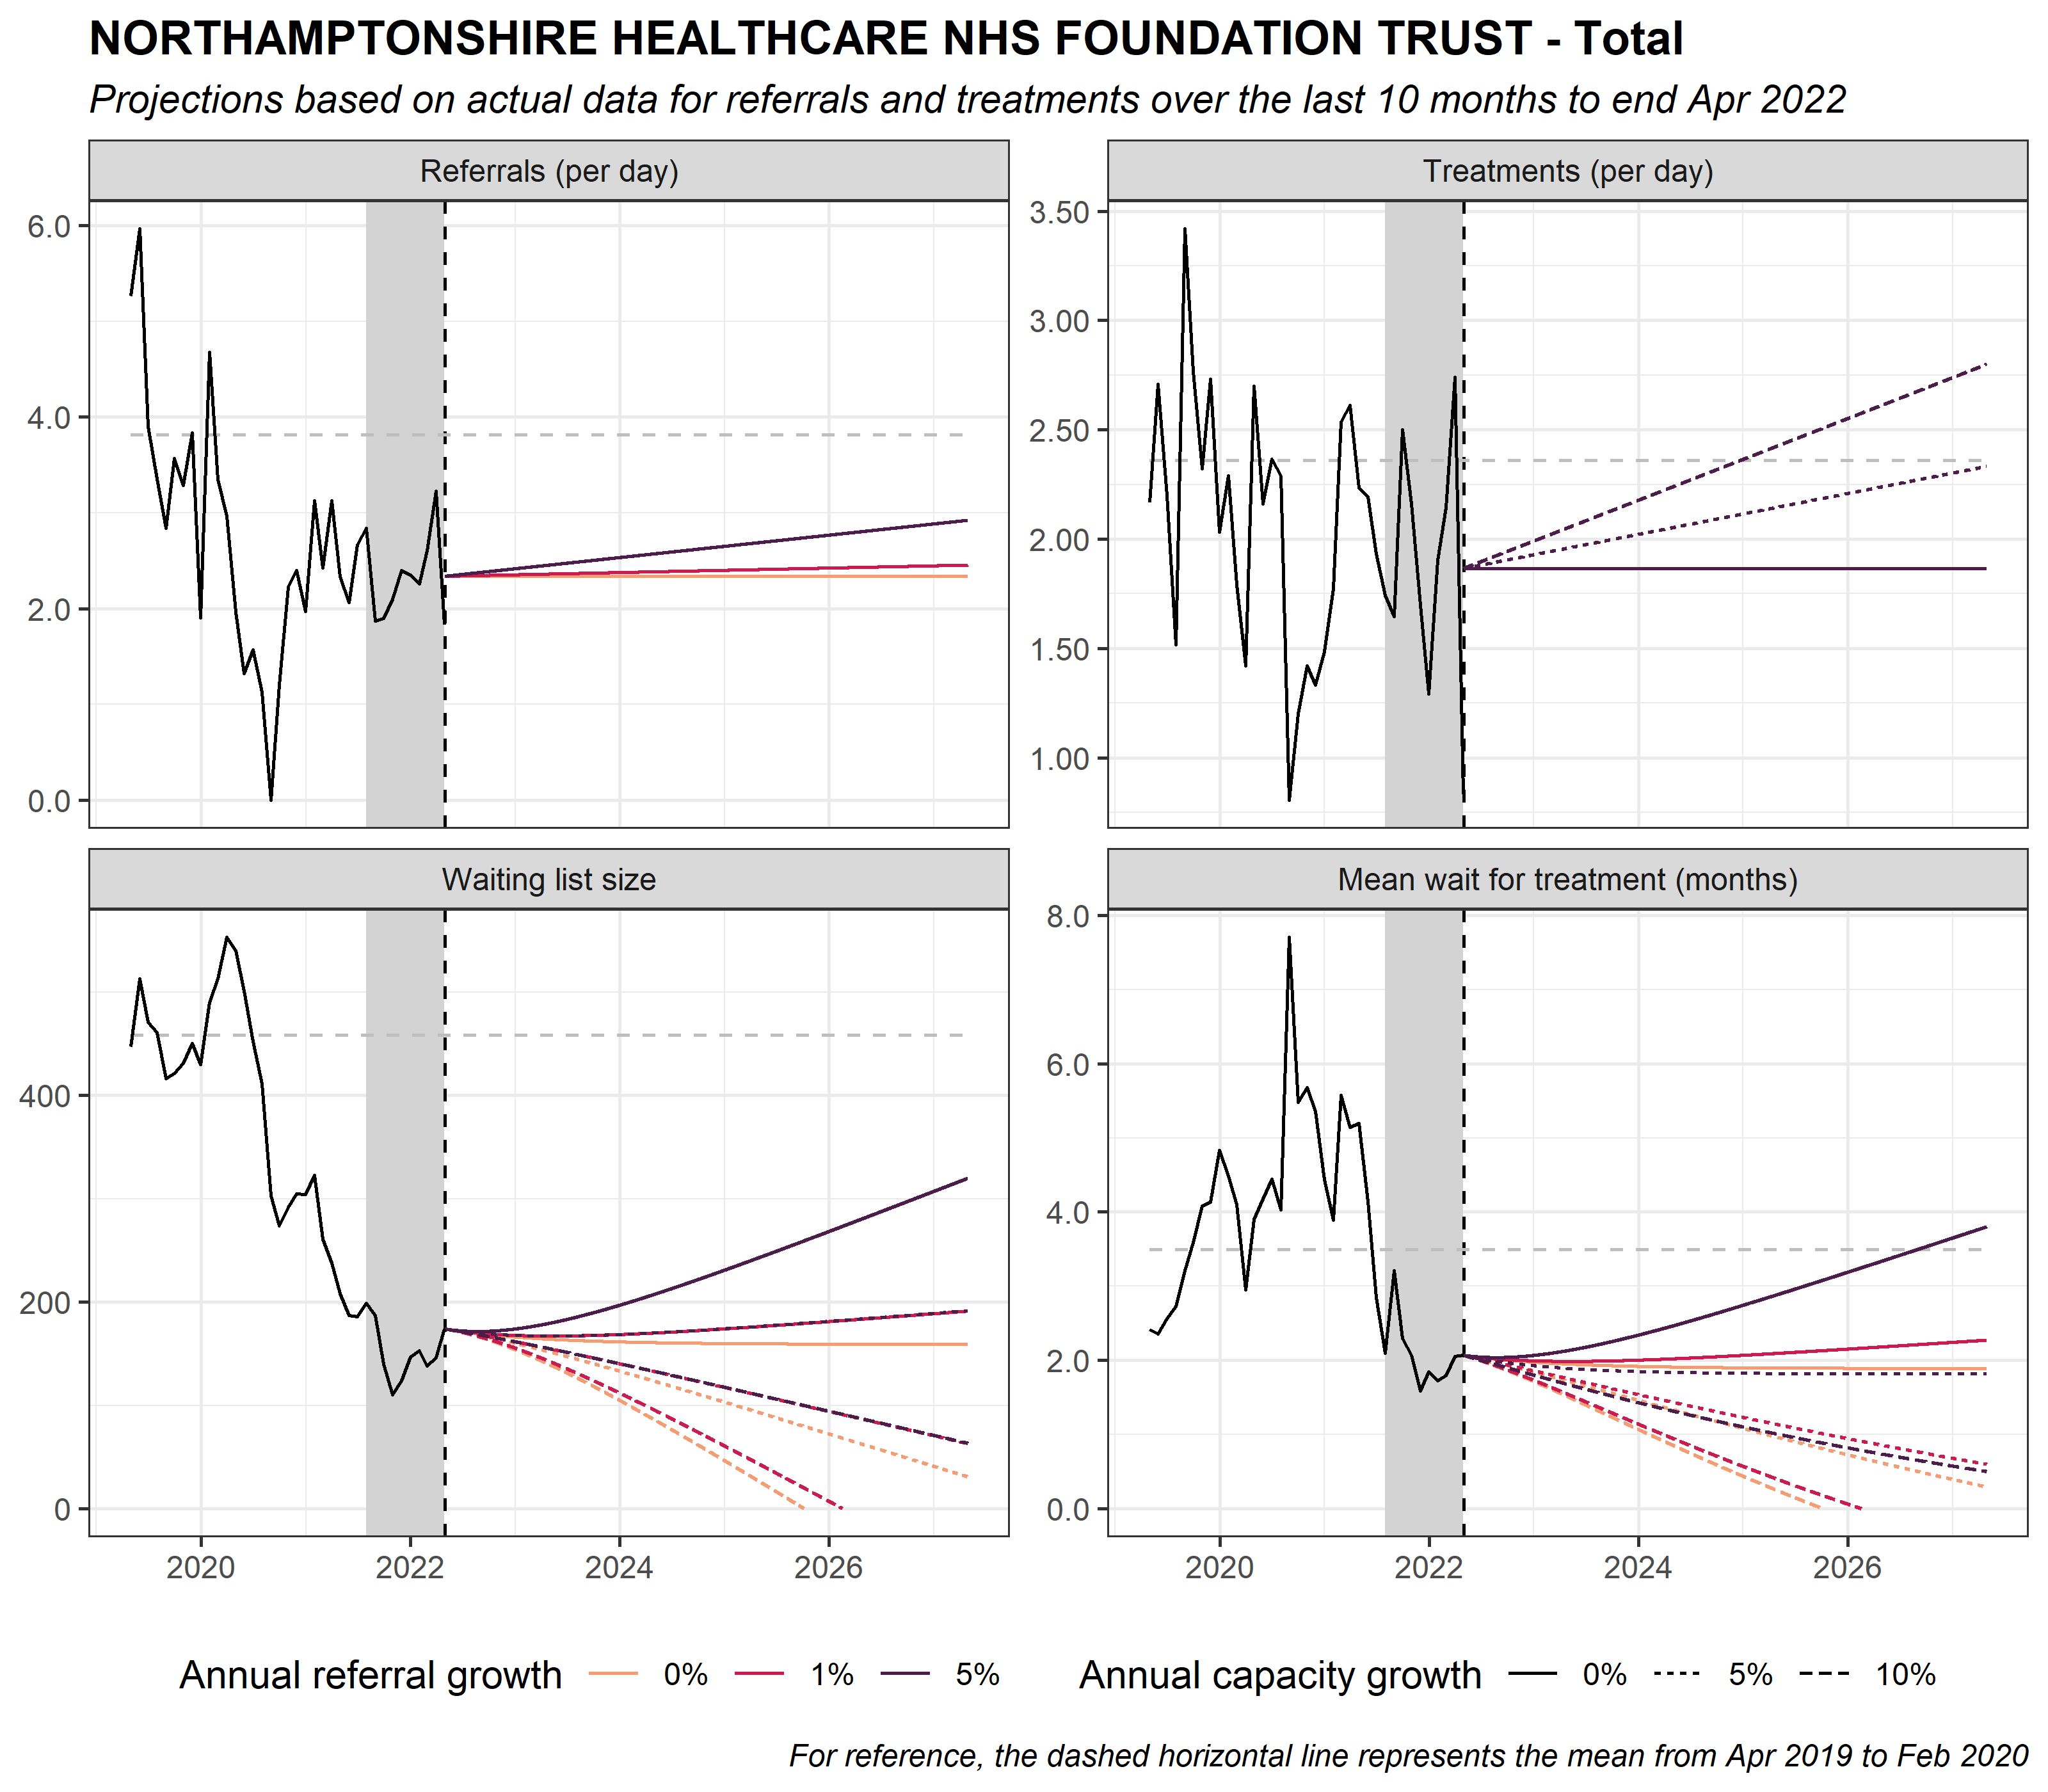 NORTHAMPTONSHIRE HEALTHCARE NHS FOUNDATION TRUST - Total
Projections based on actual data for referrals and treatments over the last 10 months to end Apr 2022
Referrals (per day)
6.0
4.0
2.0
0.0
Treatments (per day)
3.50
3.00
2.50
2.00
1.50
1.00
Waiting list size
400
200
0
2020 2022 2024 2026
Mean wait for treatment (months)
8.0
6.0
4.0
2.0
0.0
2020 2022 2024 2026
Annual referral growth 0% 1% 5%
Annual capacity growth 0% 5% 10%
For reference, the dashed horizontal line represents the mean from Apr 2019 to Feb 2020